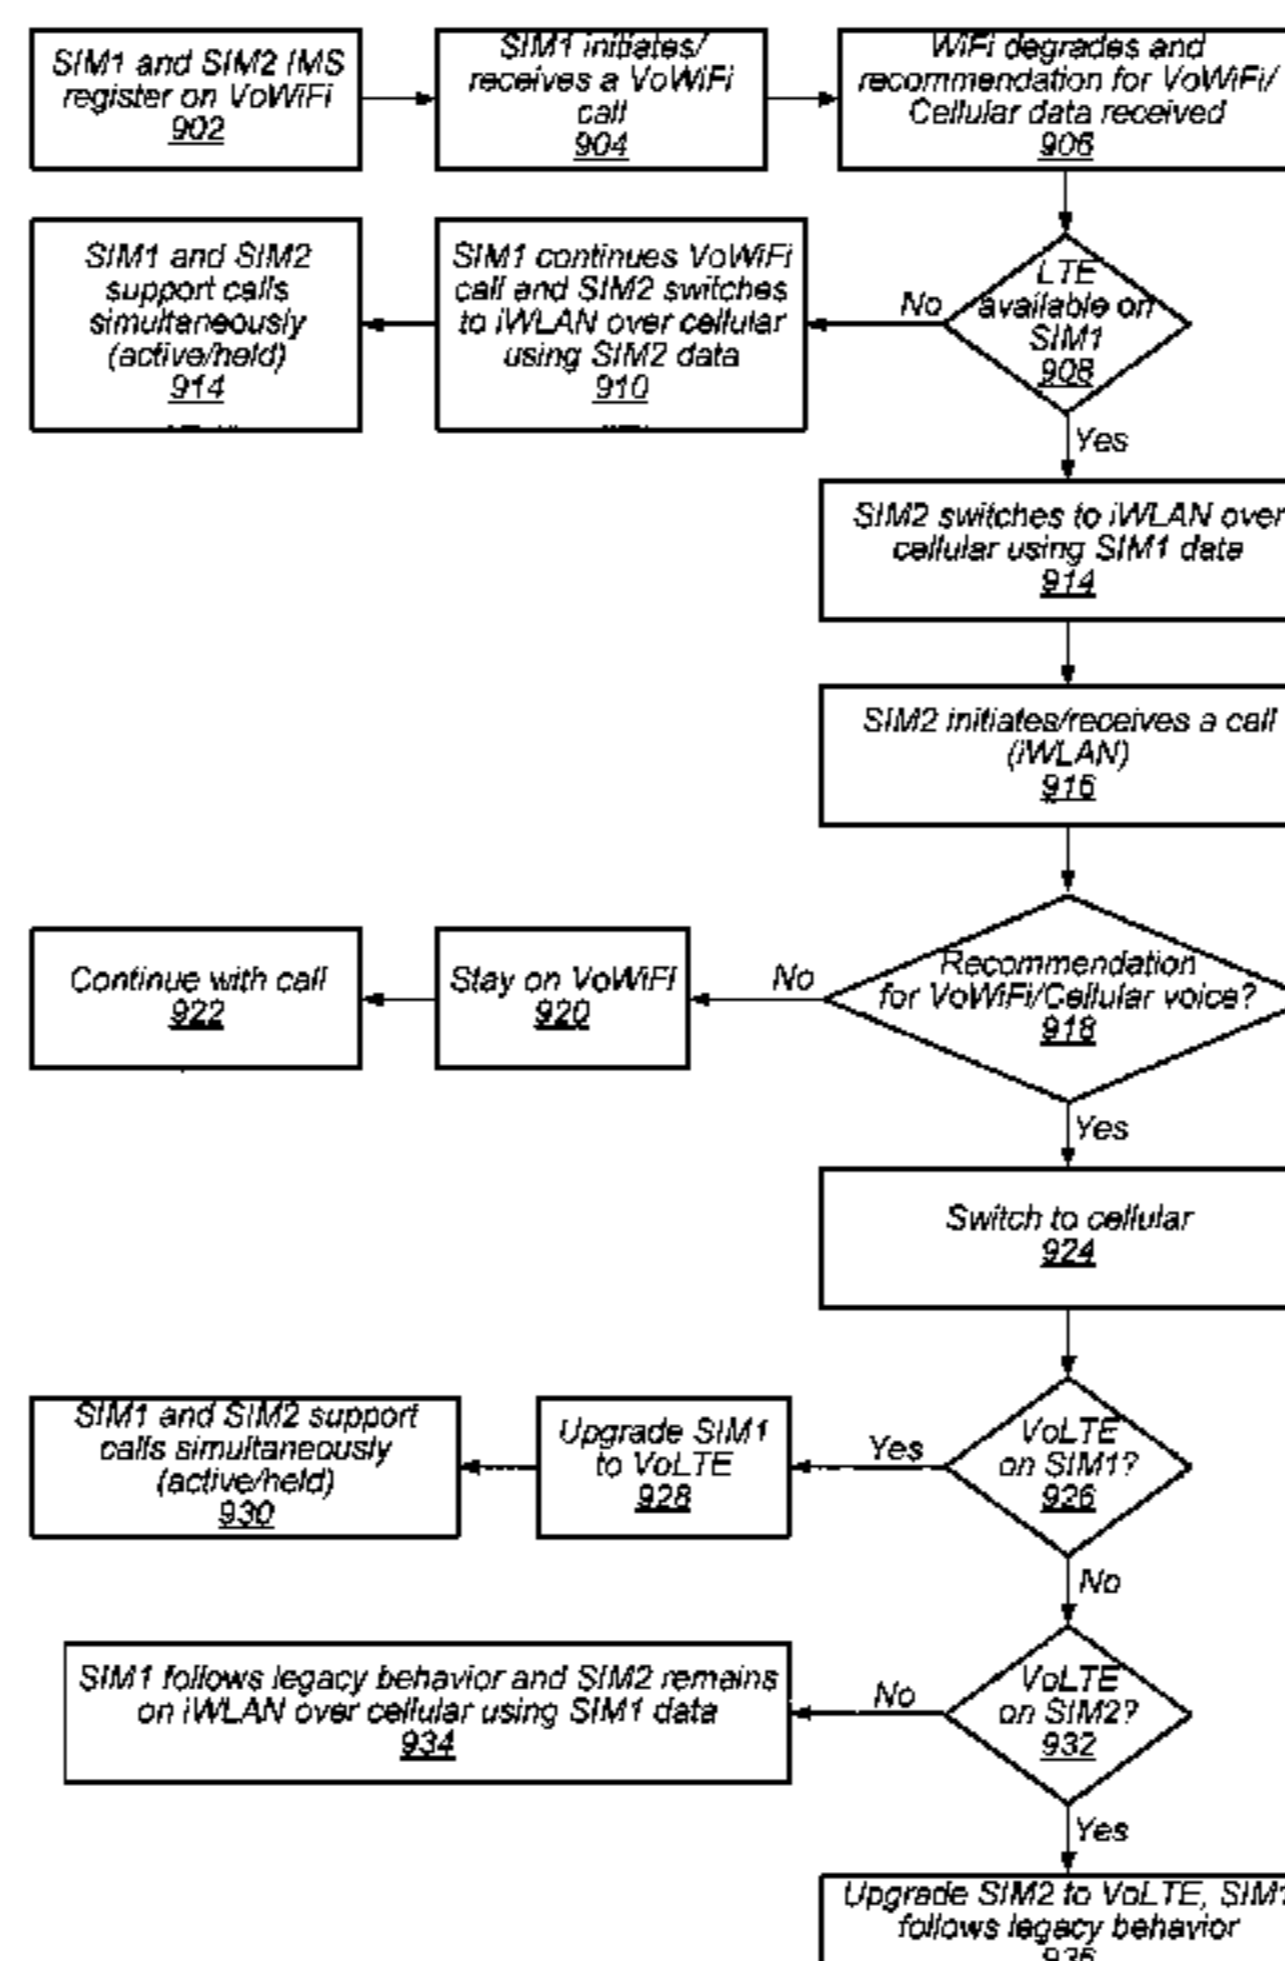 SIM1 and SIM2 IMS
register on VoWiFi
902
SIM1 initiates/
receives a VoWiFi
call
904
WiFi degrades and
recommendation for VoWiFi/
Cellular data received
906
LTE
available on
SIM1
908
No
Yes
SIM1 continues VoWiFi
call and SIM2 switches
to iWLAN over cellular
using SIM2 data
910
SIM1 and SIM2
support calls
simultaneously
(active/held)
914
SIM2 switches to iWLAN over
cellular using SIM1 data
914
SIM2 initiates/receives a call
(iWLAN)
916
Recommendation
for VoWiFi/Cellular voice?
918
No
Yes
Stay on VoWiFi
920
Continue with call
922
Switch to cellular
924
VoLTE
on SIM1?
926
Yes
No
Upgrade SIM1
to VoLTE
928
SIM1 and SIM2 support
calls simultaneously
(active/held)
930
VoLTE
on SIM2?
932
No
Yes
SIM1 follows legacy behavior and SIM2 remains
on iWLAN over cellular using SIM1 data
934
Upgrade SIM2 to VoLTE, SIM1
follows legacy behavior